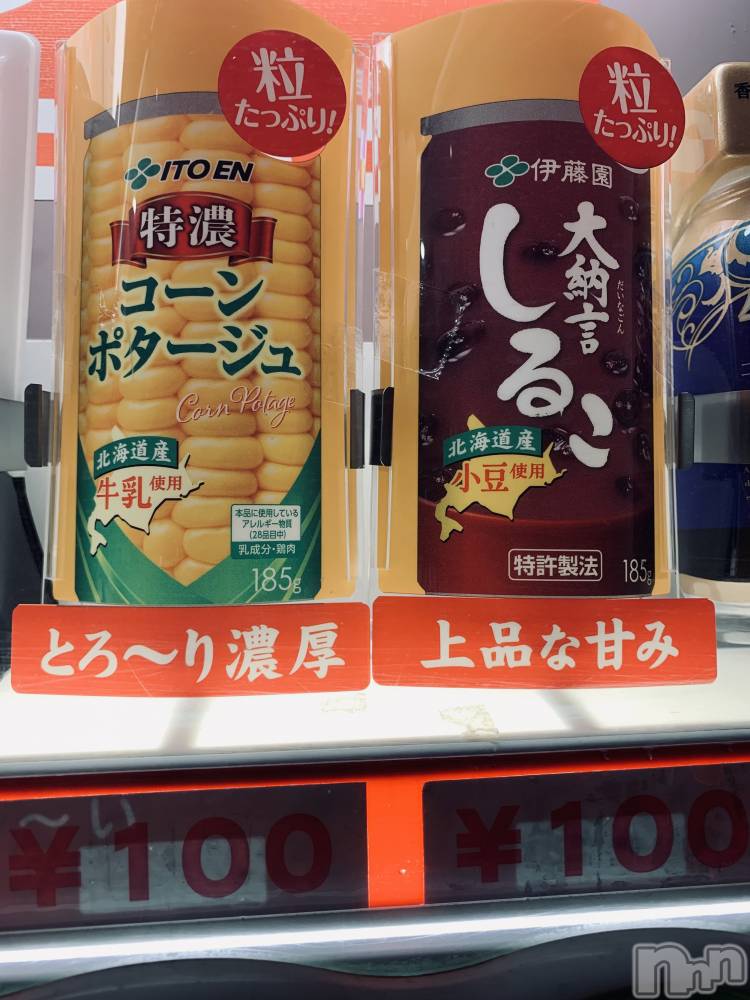 粒
たっぷり!
ITO EN
特濃
コーン
ポタージュ
Corn Potage
北海道産
牛乳使用
本品に使用している
アレルギー物質
(28品目中)
乳成分・鶏肉
185g
とろ〜り濃厚
¥100
粒
たっぷり!
伊藤園
大納言
だいなごん
しるこ
北海道産
小豆使用
特許製法
185g
上品な甘み
¥100
香
nnn